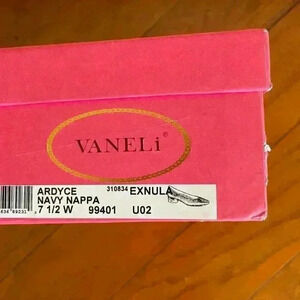 VANELi®
ARDYCE 310834 EXNULA
NAVY NAPPA
,7 1/2 W 99401 U02